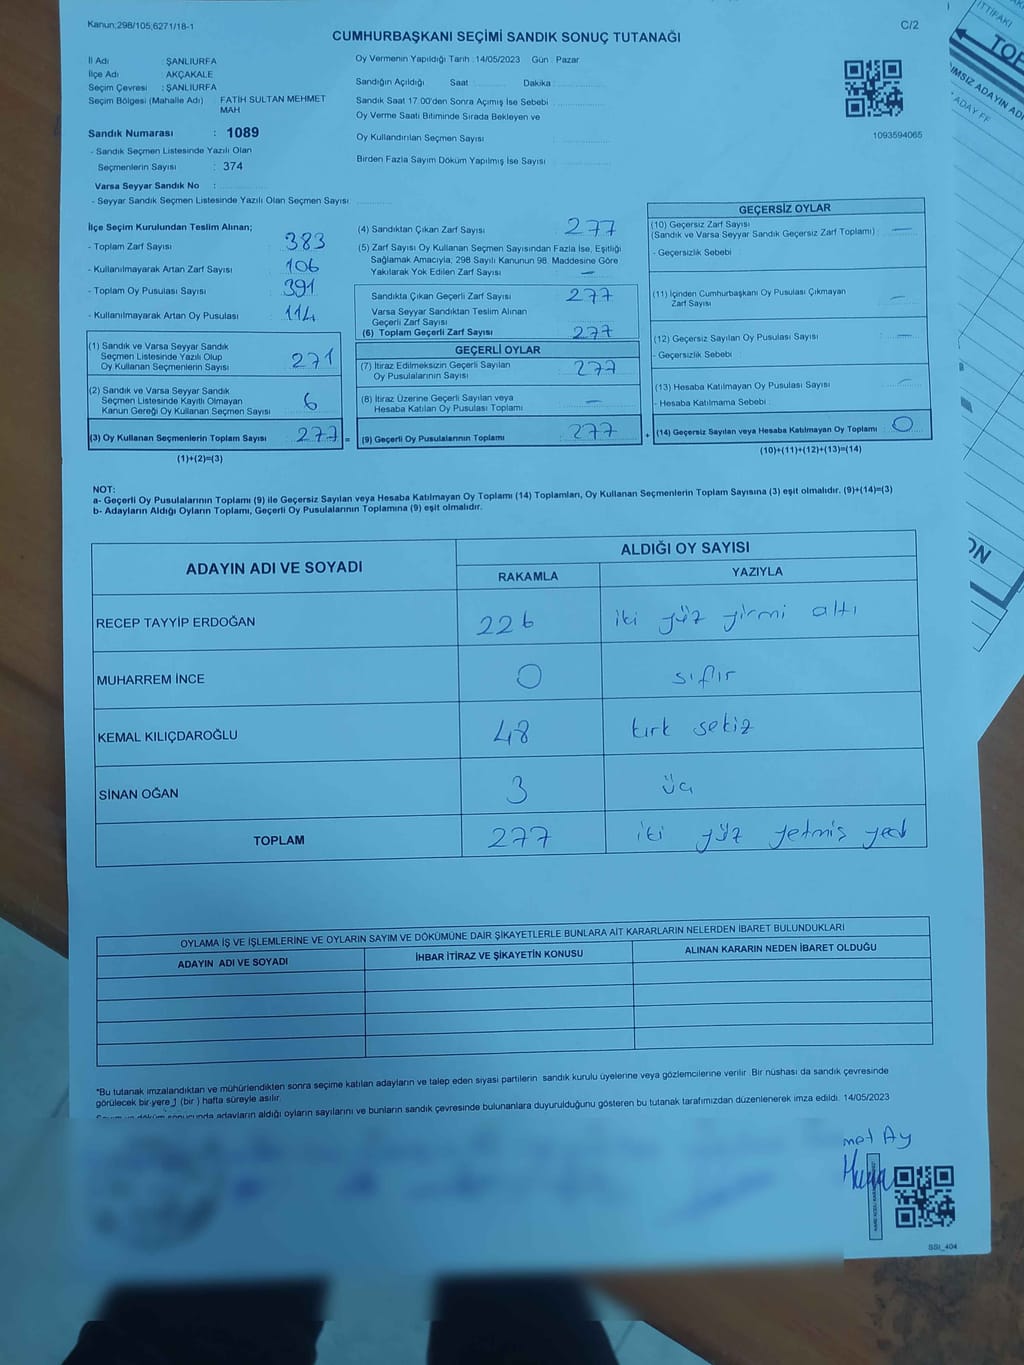 Kanun;298/105;6271/18-1
C/2
CUMHURBAŞKANI SEÇİMİ SANDIK SONUÇ TUTANAĞI
İl Adı : ŞANLIURFA
İlçe Adı : AKÇAKALE
Seçim Çevresi : ŞANLIURFA
Seçim Bölgesi (Mahalle Adı) FATİH SULTAN MEHMET
MAH
Sandık Numarası : 1089
- Sandık Seçmen Listesinde Yazılı Olan
Seçmenlerin Sayısı : 374
Varsa Seyyar Sandık No :
- Seyyar Sandık Seçmen Listesinde Yazılı Olan Seçmen Sayısı:
Oy Vermenin Yapıldığı Tarih : 14/05/2023 Gün : Pazar
Sandığın Açıldığı Saat Dakika :
Sandık Saat 17.00'den Sonra Açımış İse Sebebi :
Oy Verme Saati Bitiminde Sırada Bekleyen ve
Oy Kullandırılan Seçmen Sayısı :
Birden Fazla Sayım Döküm Yapılmış İse Sayısı :
1093594065
İlçe Seçim Kurulundan Teslim Alınan;
- Toplam Zarf Sayısı : 383
- Kullanılmayarak Artan Zarf Sayısı : 106
- Toplam Oy Pusulası Sayısı : 391
- Kullanılmayarak Artan Oy Pusulası : 114
(1) Sandık ve Varsa Seyyar Sandık
Seçmen Listesinde Yazılı Olup
Oy Kullanan Seçmenlerin Sayısı : 271
(2) Sandık ve Varsa Seyyar Sandık
Seçmen Listesinde Kayıtlı Olmayan
Kanun Gereği Oy Kullanan Seçmen Sayısı : 6
(3) Oy Kullanan Seçmenlerin Toplam Sayısı : 277 =
(1)+(2)=(3)
(4) Sandıktan Çıkan Zarf Sayısı : 277
(5) Zarf Sayısı Oy Kullanan Seçmen Sayısından Fazla İse, Eşitliği
Sağlamak Amacıyla; 298 Sayılı Kanunun 98. Maddesine Göre
Yakılarak Yok Edilen Zarf Sayısı : —
Sandıkta Çıkan Geçerli Zarf Sayısı : 277
Varsa Seyyar Sandıktan Teslim Alınan
Geçerli Zarf Sayısı :
(6) Toplam Geçerli Zarf Sayısı : 277
GEÇERLİ OYLAR
(7) İtiraz Edilmeksizin Geçerli Sayılan
Oy Pusulalarının Sayısı : 277
(8) İtiraz Üzerine Geçerli Sayılan veya
Hesaba Katılan Oy Pusulası Toplamı : —
(9) Geçerli Oy Pusulalarının Toplamı : 277 +
GEÇERSİZ OYLAR
(10) Geçersiz Zarf Sayısı
(Sandık ve Varsa Seyyar Sandık Geçersiz Zarf Toplamı) : —
- Geçersizlik Sebebi :
(11) İçinden Cumhurbaşkanı Oy Pusulası Çıkmayan
Zarf Sayısı : —
(12) Geçersiz Sayılan Oy Pusulası Sayısı : —
- Geçersizlik Sebebi :
(13) Hesaba Katılmayan Oy Pusulası Sayısı : —
- Hesaba Katılmama Sebebi :
(14) Geçersiz Sayılan veya Hesaba Katılmayan Oy Toplamı : 0
(10)+(11)+(12)+(13)=(14)
NOT:
a- Geçerli Oy Pusulalarının Toplamı (9) ile Geçersiz Sayılan veya Hesaba Katılmayan Oy Toplamı (14) Toplamları, Oy Kullanan Seçmenlerin Toplam Sayısına (3) eşit olmalıdır. (9)+(14)=(3)
b- Adayların Aldığı Oyların Toplamı, Geçerli Oy Pusulalarının Toplamına (9) eşit olmalıdır.
ADAYIN ADI VE SOYADI ALDIĞI OY SAYISI
RAKAMLA YAZIYLA
RECEP TAYYİP ERDOĞAN 226 iki yüz yirmi altı
MUHARREM İNCE 0 sıfır
KEMAL KILIÇDAROĞLU 48 kırk sekiz
SİNAN OĞAN 3 üç
TOPLAM 277 iki yüz yetmiş yedi
OYLAMA İŞ VE İŞLEMLERİNE VE OYLARIN SAYIM VE DÖKÜMÜNE DAİR ŞİKAYETLERLE BUNLARA AİT KARARLARIN NELERDEN İBARET BULUNDUKLARI
ADAYIN ADI VE SOYADI İHBAR İTİRAZ VE ŞİKAYETİN KONUSU ALINAN KARARIN NEDEN İBARET OLDUĞU
*Bu tutanak imzalandıktan ve mühürlendikten sonra seçime katılan adayların ve talep eden siyasi partilerin sandık kurulu üyelerine veya gözlemcilerine verilir. Bir nüshası da sandık çevresinde
görülecek bir yere 1 (bir ) hafta süreyle asılır.
Sayım ve döküm sonucunda adayların aldığı oyların sayılarını ve bunların sandık çevresinde bulunanlara duyurulduğunu gösteren bu tutanak tarafımızdan düzenlenerek imza edildi. 14/05/2023
met Ay
SSI_404
İTTİFAKI
ADAY